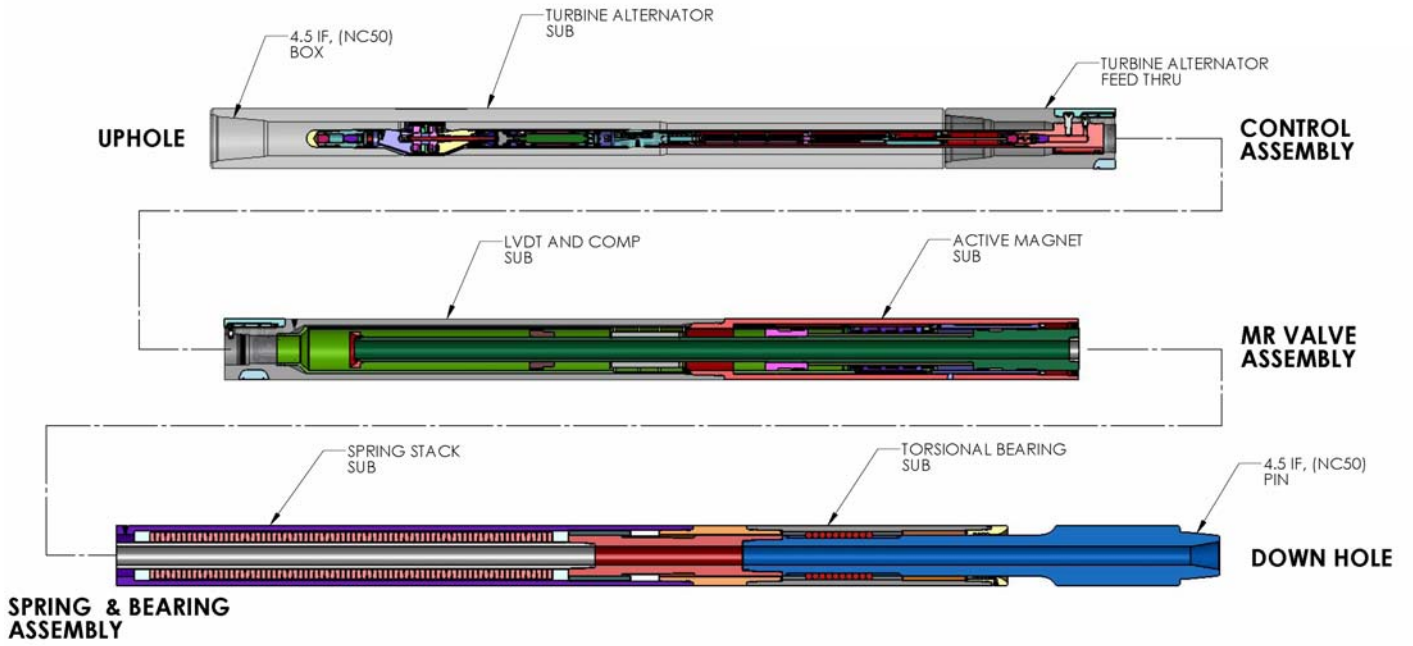 4.5 IF, (NC50)
BOX
TURBINE ALTERNATOR
SUB
TURBINE ALTERNATOR
FEED THRU
UPHOLE
CONTROL
ASSEMBLY
LVDT AND COMP
SUB
ACTIVE MAGNET
SUB
MR VALVE
ASSEMBLY
SPRING STACK
SUB
TORSIONAL BEARING
SUB
4.5 IF, (NC50)
PIN
DOWN HOLE
SPRING & BEARING
ASSEMBLY